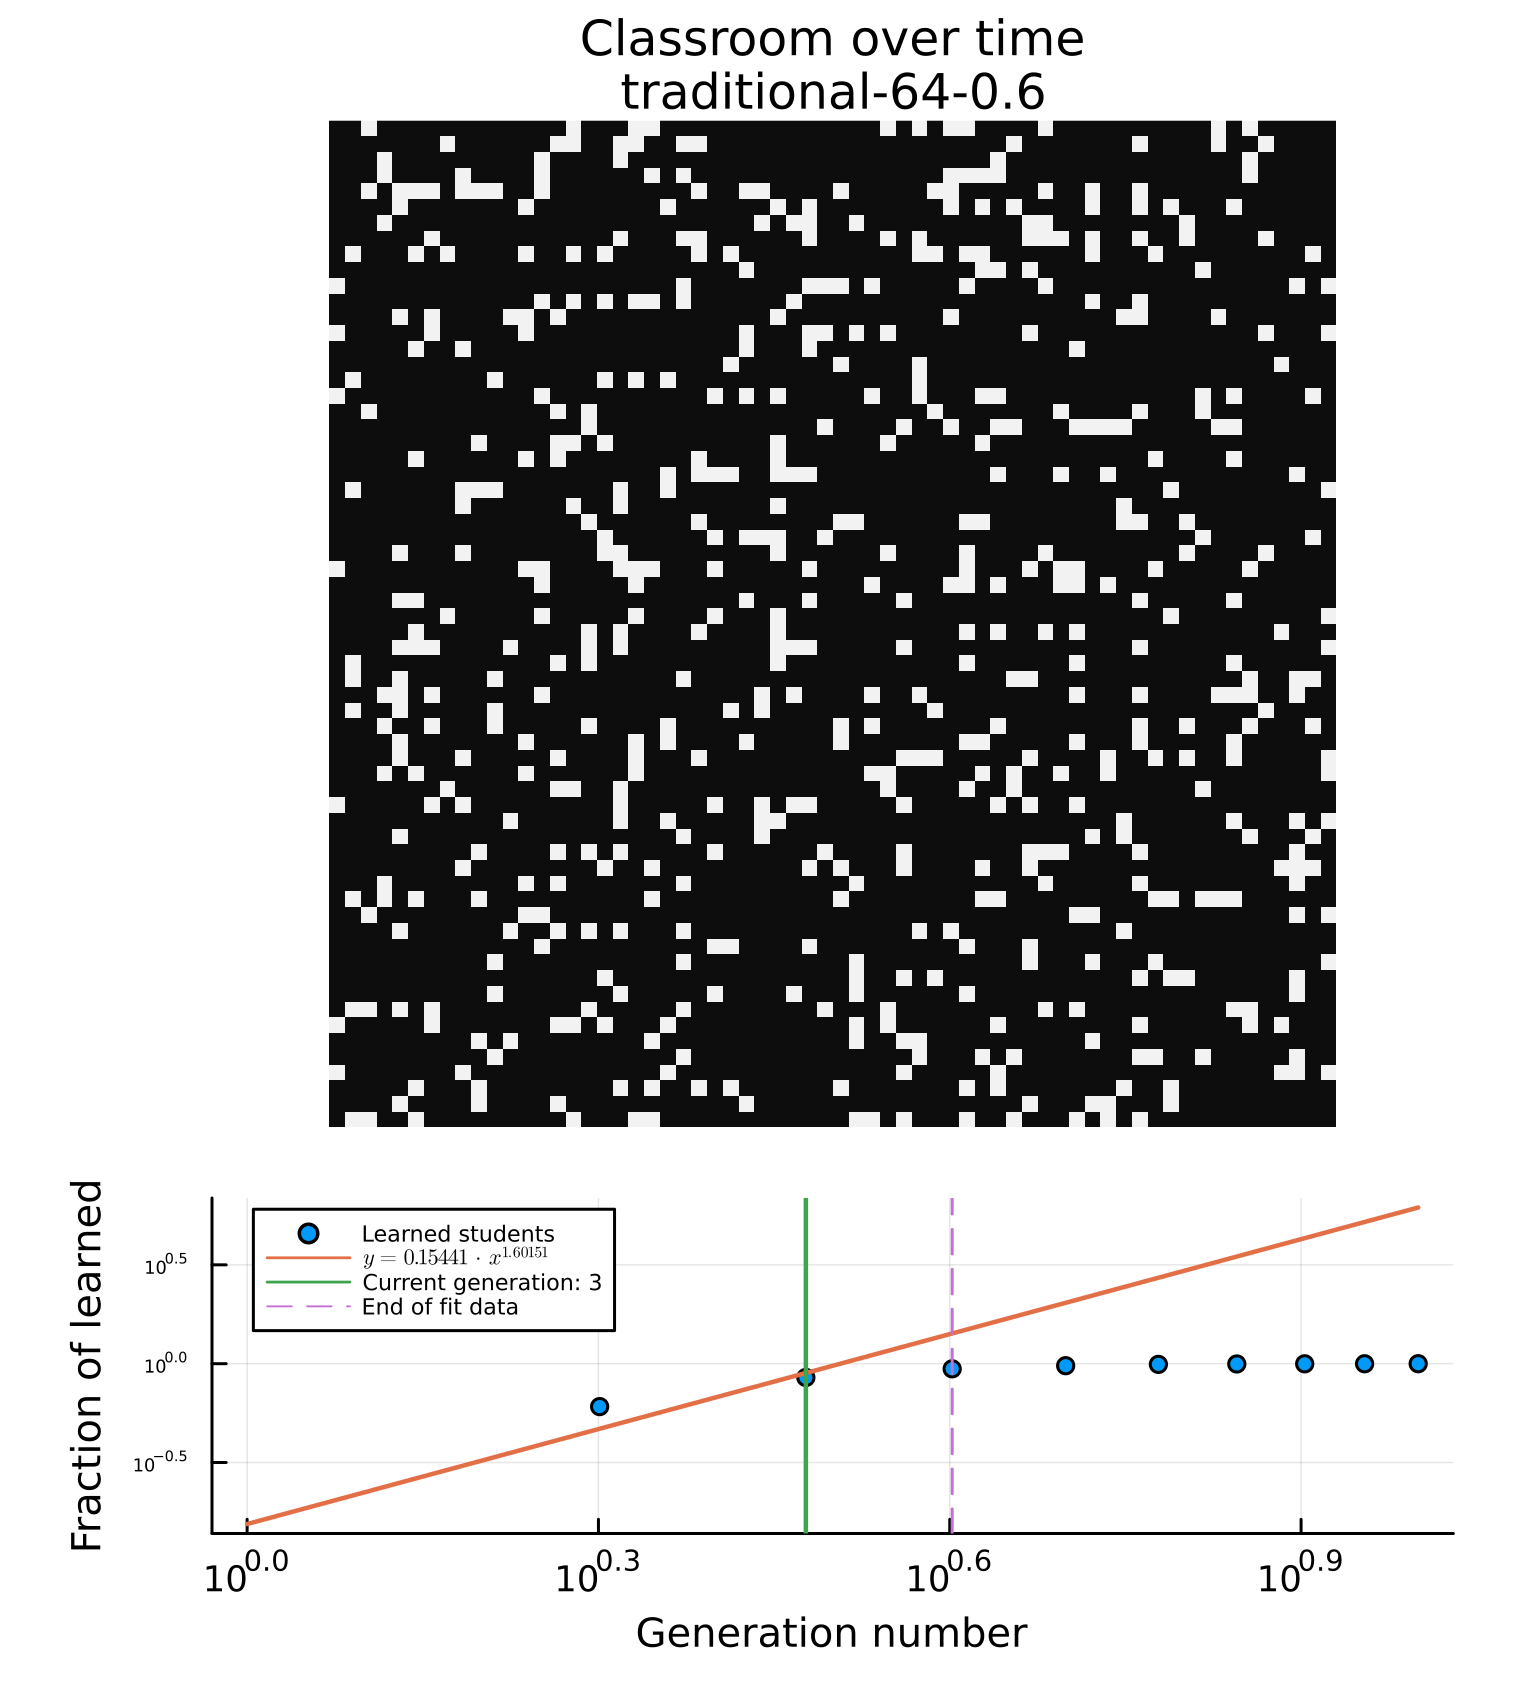 Classroom over time
traditional-64-0.6
Fraction of learned
Learned students
y = 0.15441 · x^1.60151
Current generation: 3
End of fit data
10^0.5
10^0.0
10^−0.5
10^0.0 10^0.3 10^0.6 10^0.9
Generation number